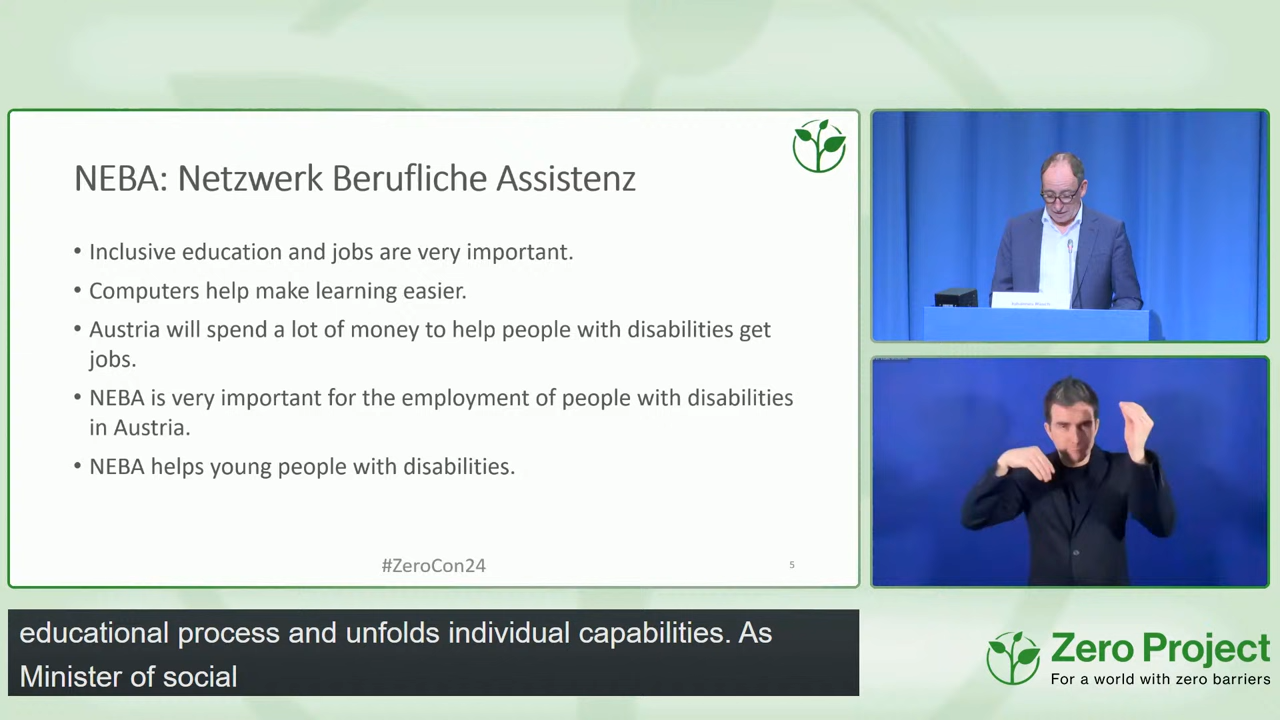 NEBA: Netzwerk Berufliche Assistenz
• Inclusive education and jobs are very important.
• Computers help make learning easier.
• Austria will spend a lot of money to help people with disabilities get
jobs.
• NEBA is very important for the employment of people with disabilities
in Austria.
• NEBA helps young people with disabilities.
#ZeroCon24
5
educational process and unfolds individual capabilities. As
Minister of social
Zero Project
For a world with zero barriers